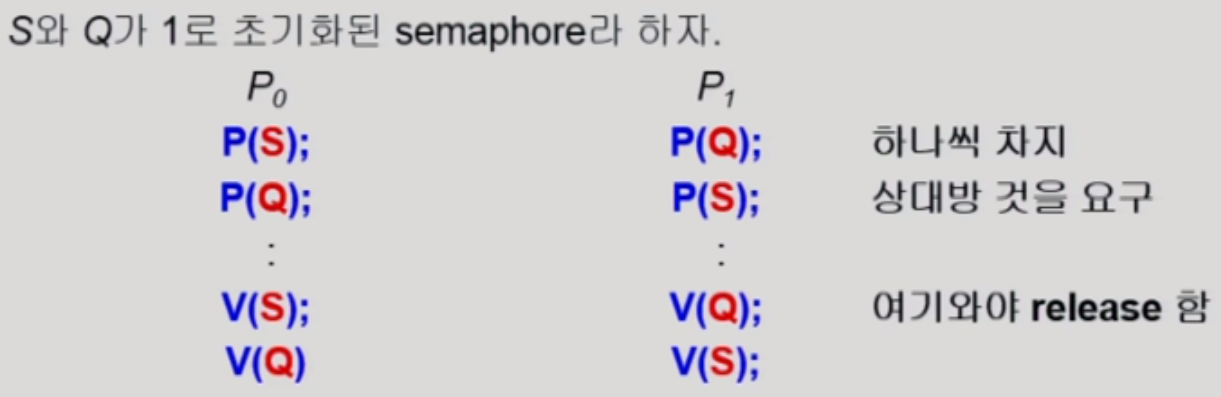 S와 Q가 1로 초기화된 semaphore라 하자.
P0 P1
P(S); P(Q); 하나씩 차지
P(Q); P(S); 상대방 것을 요구
: :
V(S); V(Q); 여기와야 release 함
V(Q) V(S);